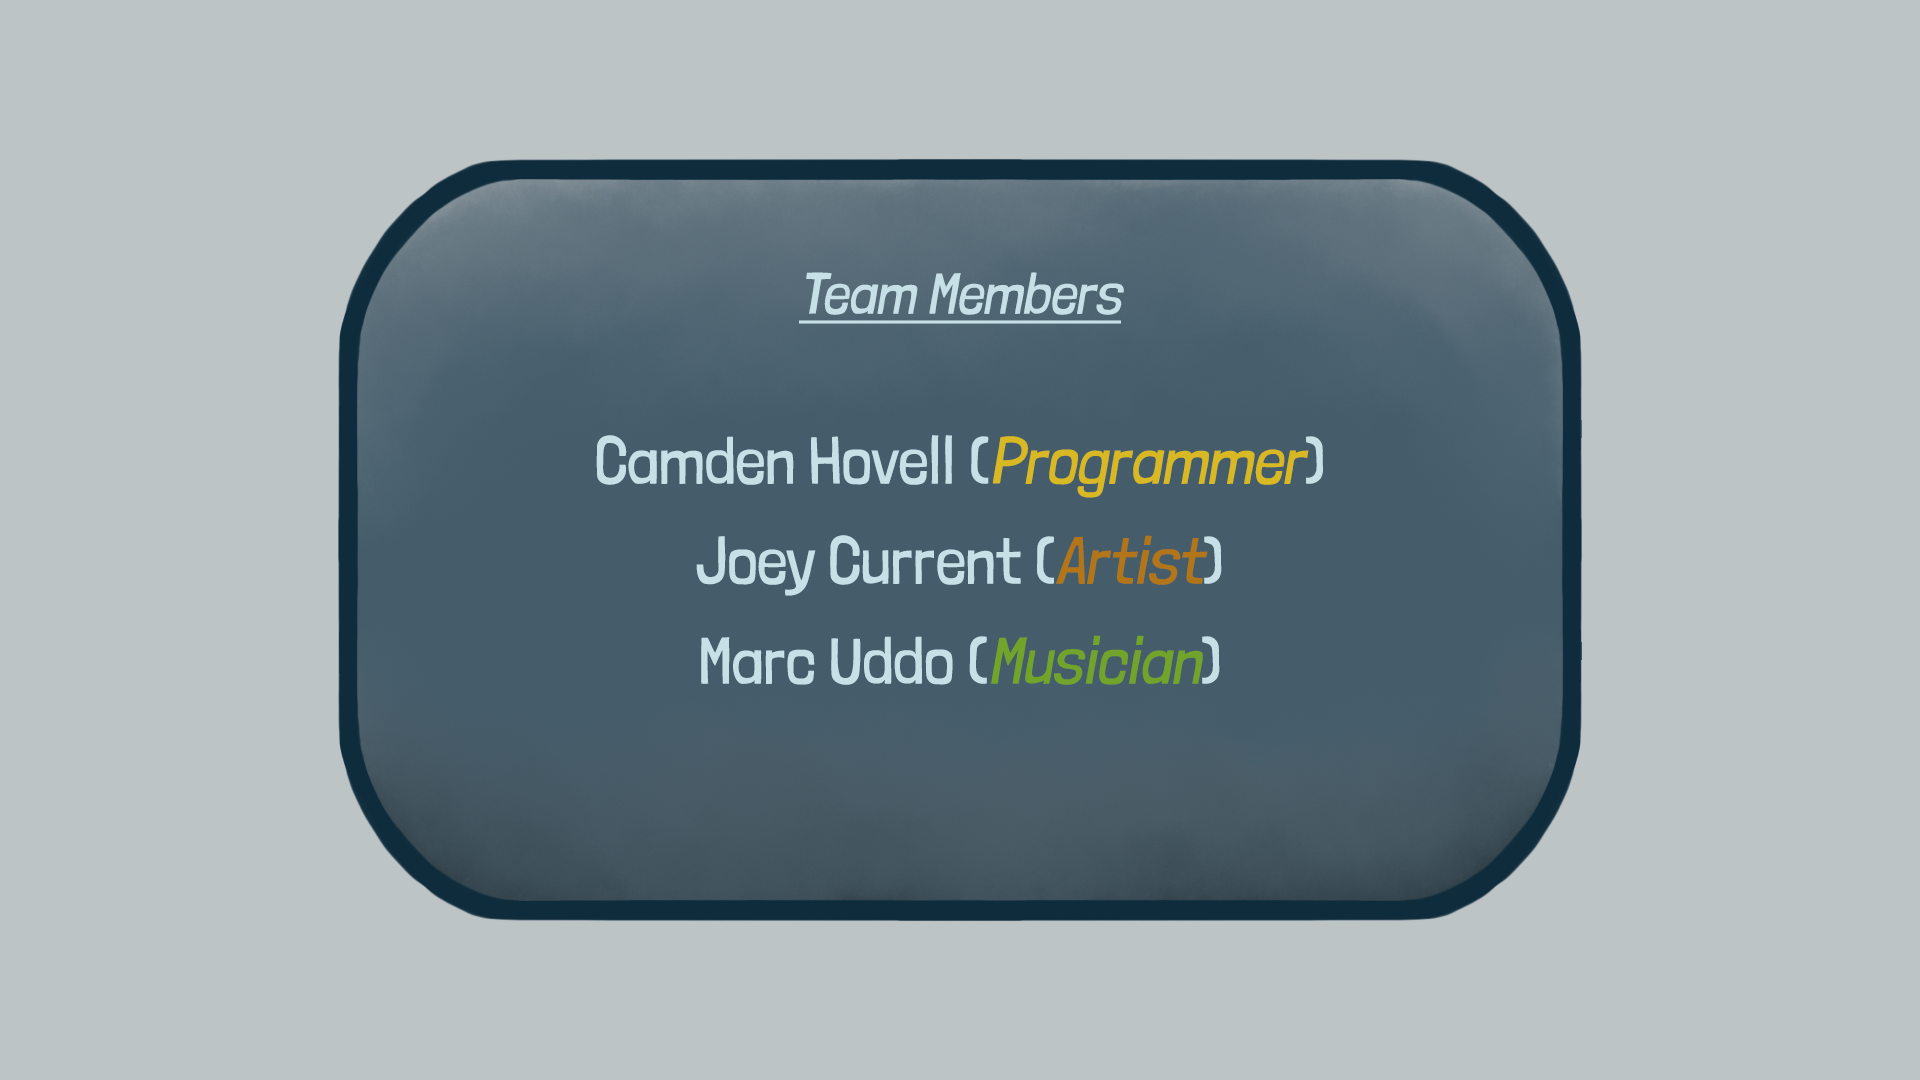 Team Members
Camden Hovell (Programmer)
Joey Current (Artist)
Marc Uddo (Musician)